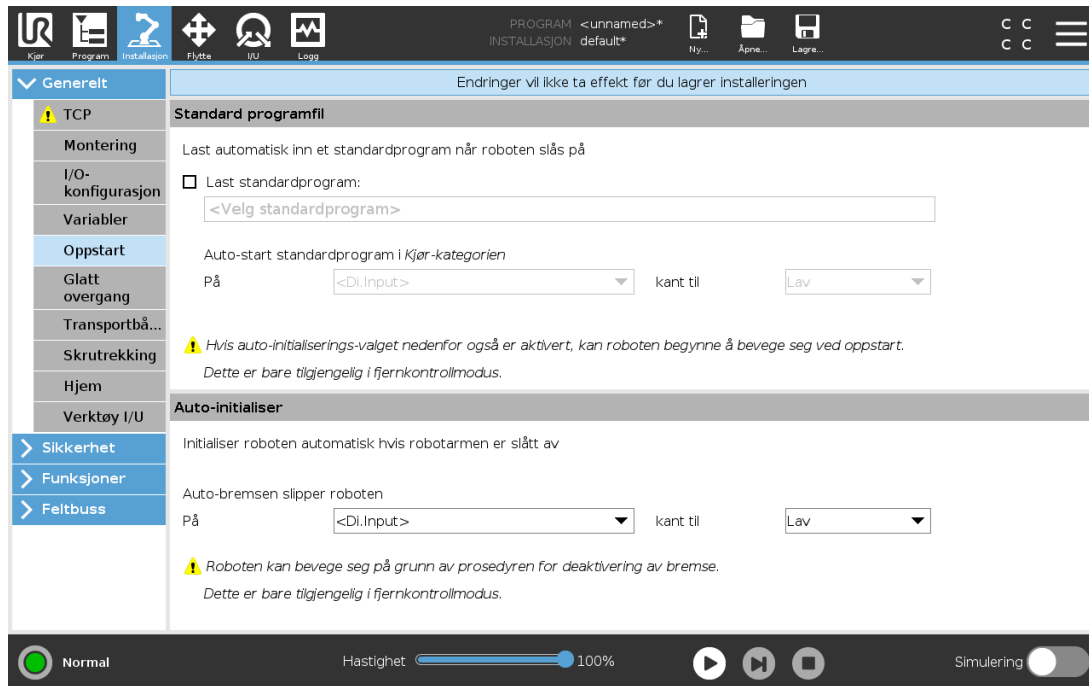 PROGRAM <unnamed>*
INSTALLASJON default*
Kjør Program Installasjon Flytte I/U Logg Ny... Åpne... Lagre...
C C
C C
Generelt
TCP
Montering
I/O-
konfigurasjon
Variabler
Oppstart
Glatt
overgang
Transportbå...
Skrutrekking
Hjem
Verktøy I/U
Sikkerhet
Funksjoner
Feltbuss
Endringer vil ikke ta effekt før du lagrer installeringen
Standard programfil
Last automatisk inn et standardprogram når roboten slås på
Last standardprogram:
<Velg standardprogram>
Auto-start standardprogram i Kjør-kategorien
På <Di.Input> kant til Lav
Hvis auto-initialiserings-valget nedenfor også er aktivert, kan roboten begynne å bevege seg ved oppstart.
Dette er bare tilgjengelig i fjernkontrollmodus.
Auto-initialiser
Initialiser roboten automatisk hvis robotarmen er slått av
Auto-bremsen slipper roboten
På <Di.Input> kant til Lav
Roboten kan bevege seg på grunn av prosedyren for deaktivering av bremse.
Dette er bare tilgjengelig i fjernkontrollmodus.
Normal Hastighet 100% Simulering